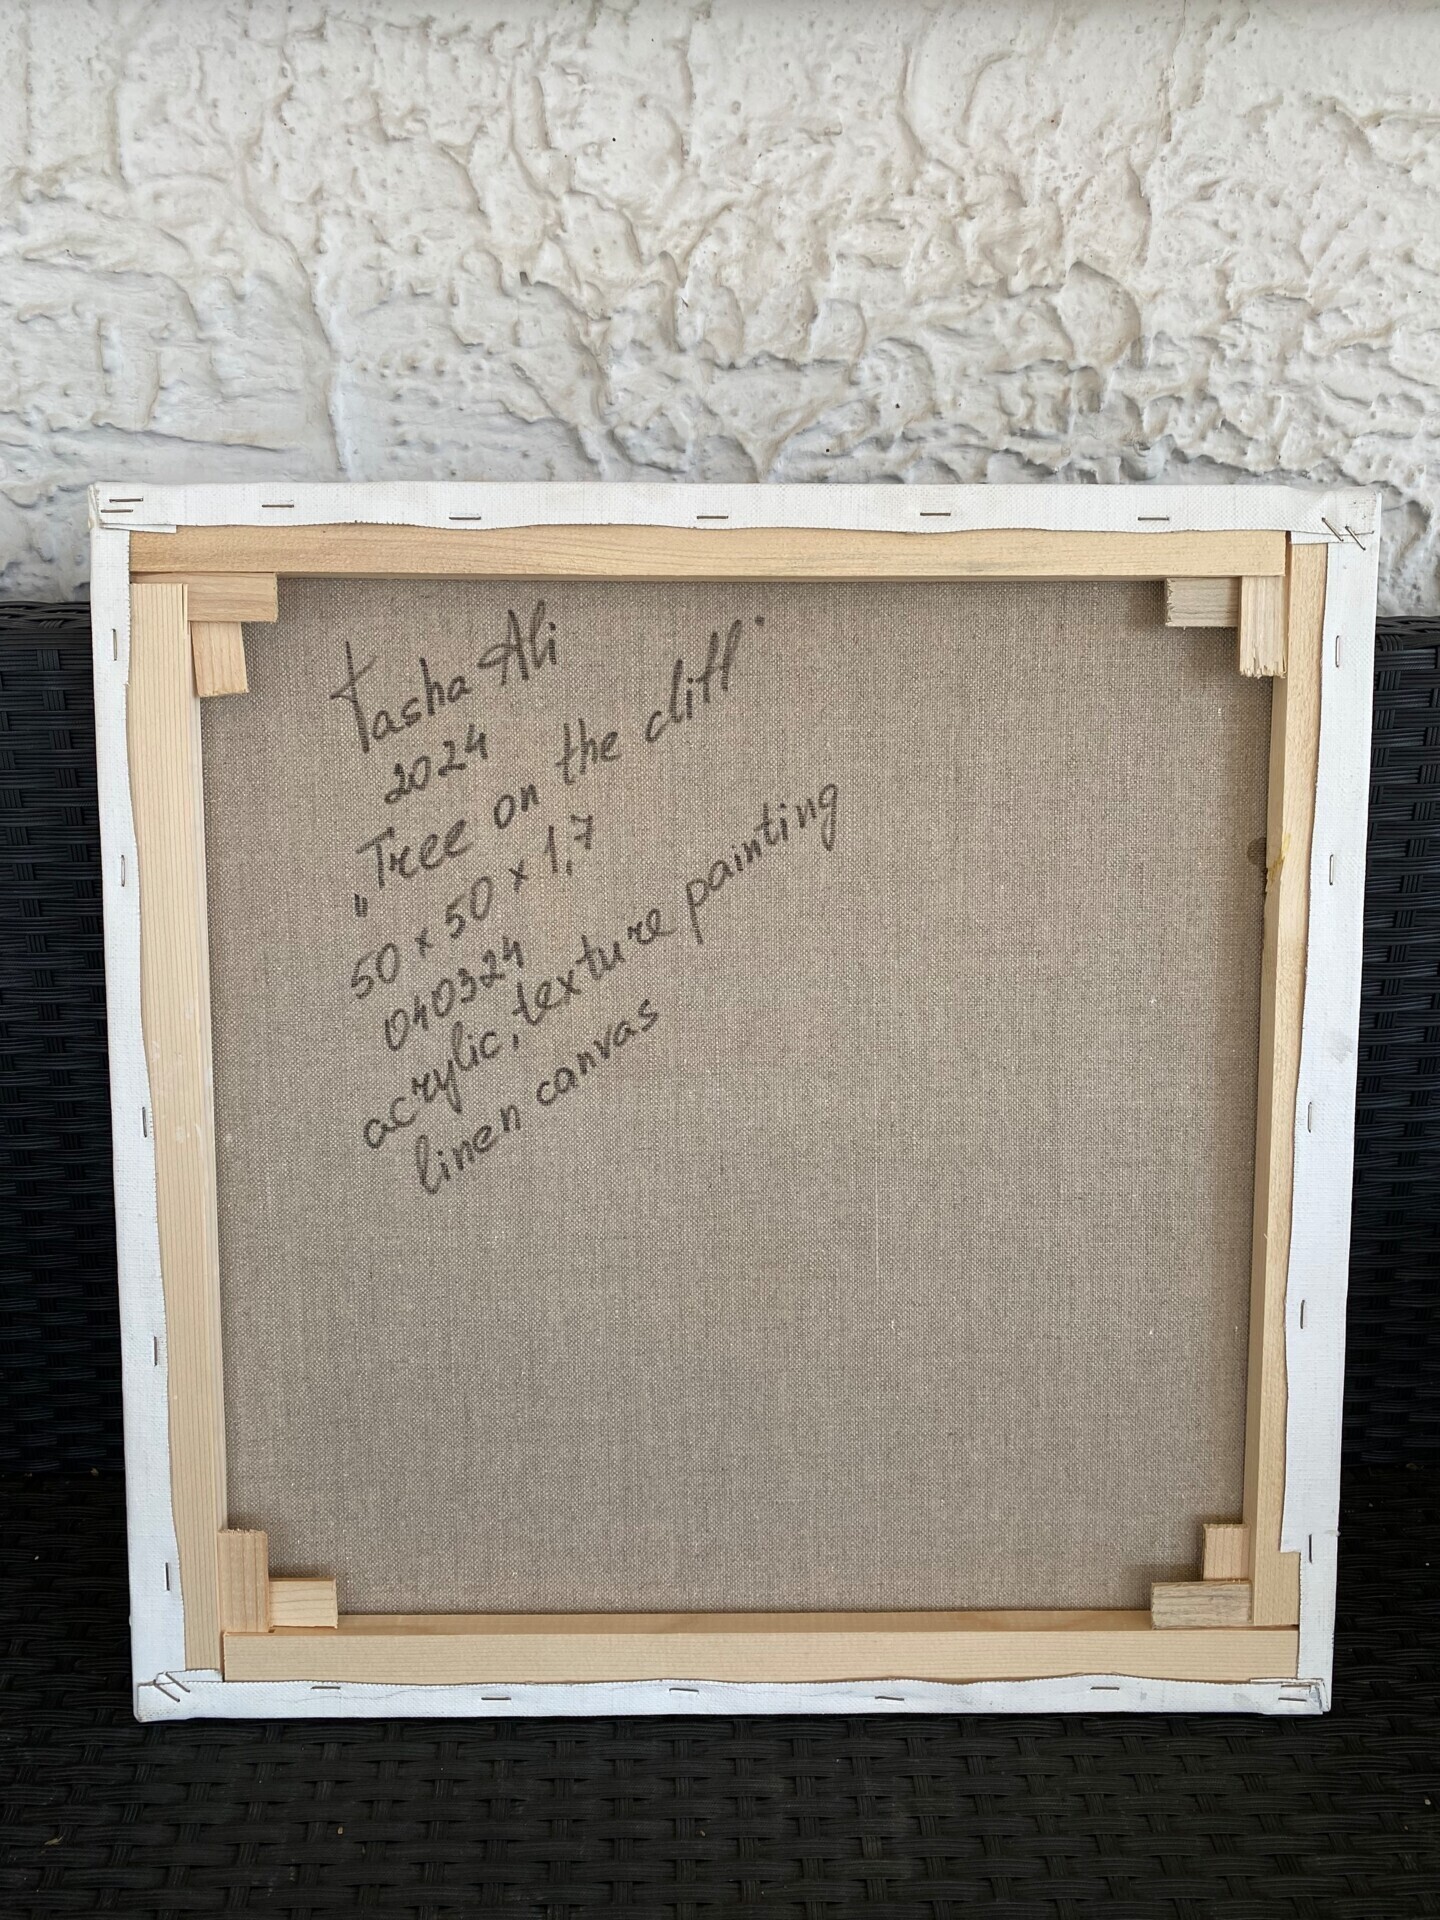 Tasha Ali
2024
„Tree on the cliff"
50 x 50 x 1,7
040324
acrylic, texture painting
linen canvas